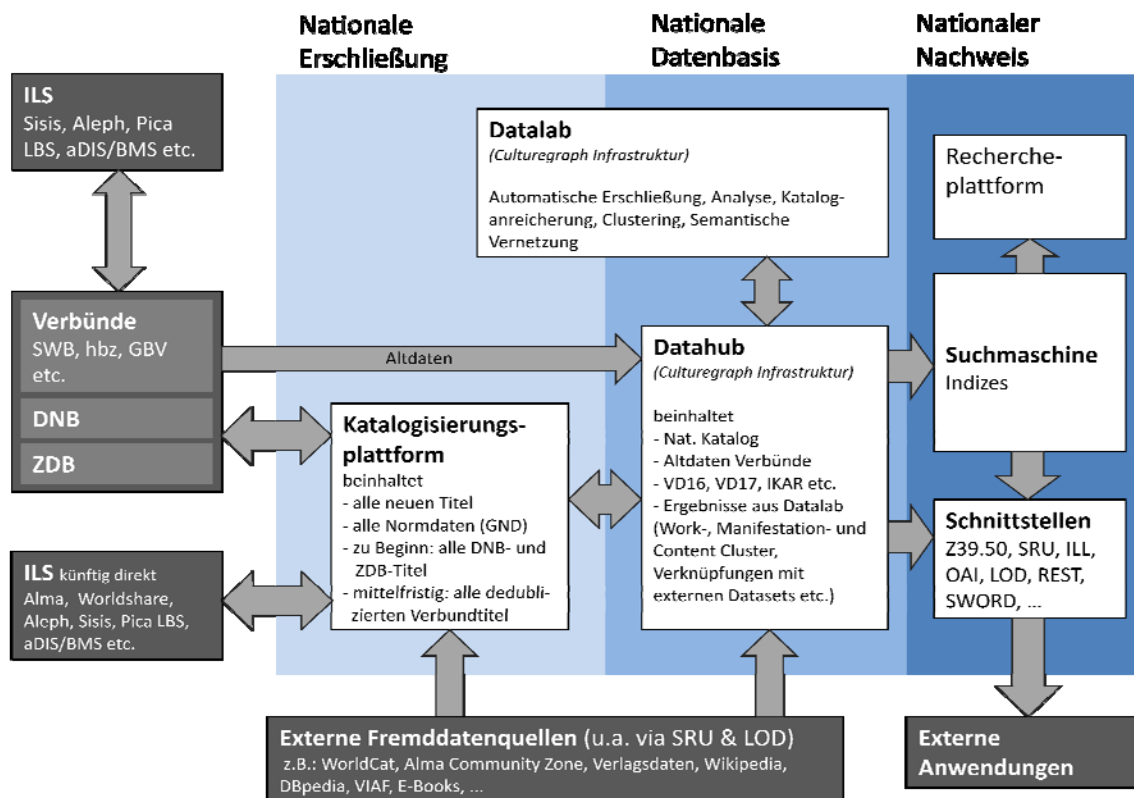 Nationale
Erschließung
Nationale
Datenbasis
Nationaler
Nachweis
ILS
Sisis, Aleph, Pica
LBS, aDIS/BMS etc.
Verbünde
SWB, hbz, GBV
etc.
DNB
ZDB
ILS künftig direkt
Alma, Worldshare,
Aleph, Sisis, Pica LBS,
aDIS/BMS etc.
Altdaten
Katalogisierungs-
plattform
beinhaltet
- alle neuen Titel
- alle Normdaten (GND)
- zu Beginn: alle DNB- und
ZDB-Titel
- mittelfristig: alle dedubli-
zierten Verbundtitel
Datalab
(Culturegraph Infrastruktur)
Automatische Erschließung, Analyse, Katalog-
anreicherung, Clustering, Semantische
Vernetzung
Datahub
(Culturegraph Infrastruktur)
beinhaltet
- Nat. Katalog
- Altdaten Verbünde
- VD16, VD17, IKAR etc.
- Ergebnisse aus Datalab
(Work-, Manifestation- und
Content Cluster,
Verknüpfungen mit
externen Datasets etc.)
Recherche-
plattform
Suchmaschine
Indizes
Schnittstellen
Z39.50, SRU, ILL,
OAI, LOD, REST,
SWORD, ...
Externe Fremddatenquellen (u.a. via SRU & LOD)
z.B.: WorldCat, Alma Community Zone, Verlagsdaten, Wikipedia,
DBpedia, VIAF, E-Books, ...
Externe
Anwendungen